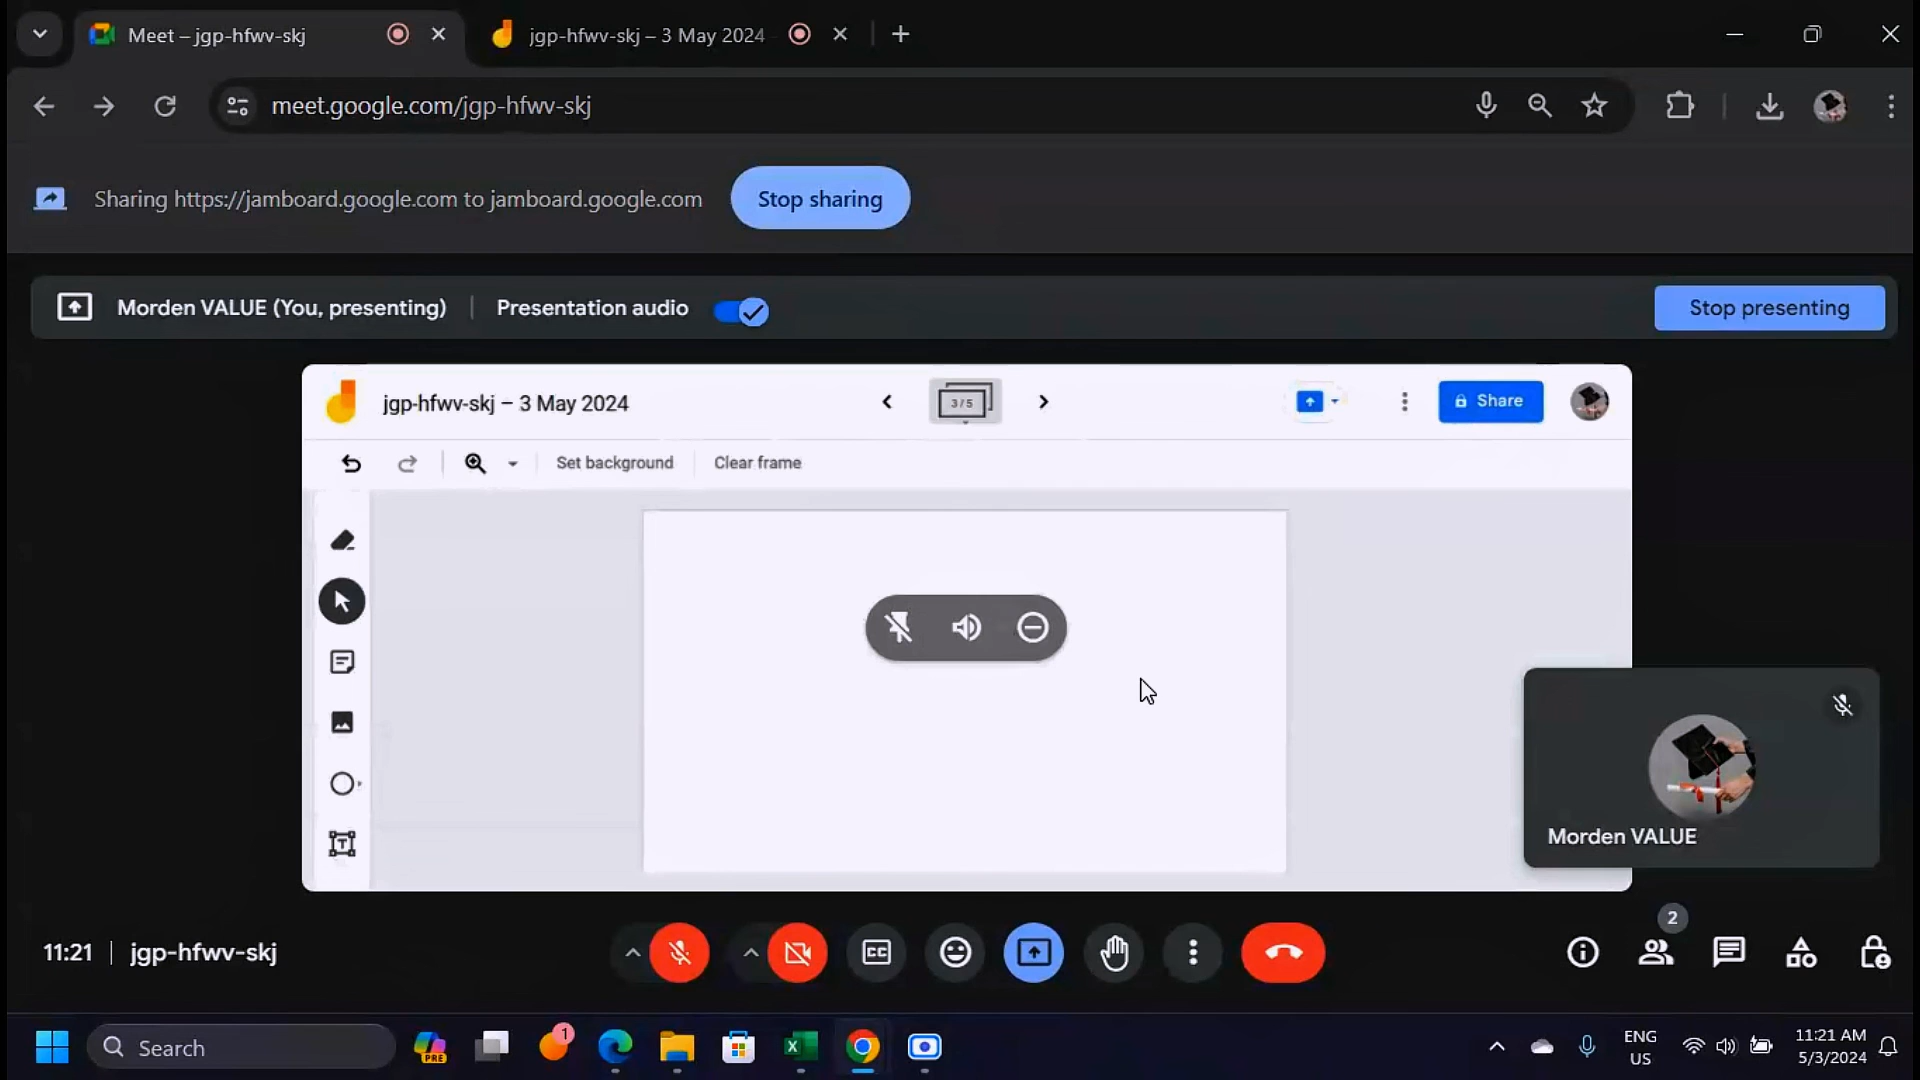 Meet – jgp-hfwv-skj
jgp-hfwv-skj – 3 May 2024
meet.google.com/jgp-hfwv-skj
Sharing https://jamboard.google.com to jamboard.google.com
Stop sharing
Morden VALUE (You, presenting)
Presentation audio
Stop presenting
jgp-hfwv-skj – 3 May 2024
3/5
Share
Set background
Clear frame
T
Morden VALUE
11:21
jgp-hfwv-skj
CC
2
Search
PRE
1
X
ENG
US
11:21 AM
5/3/2024